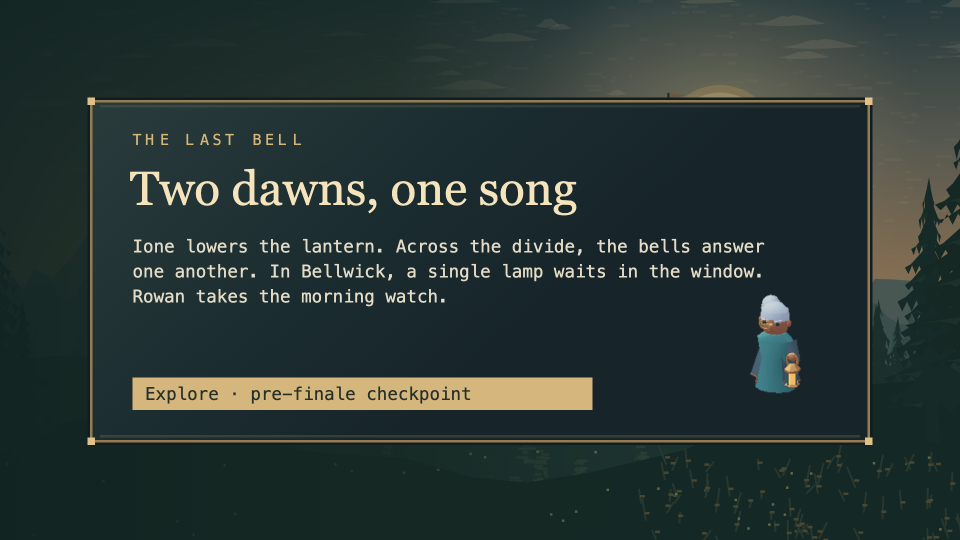 THE LAST BELL
Two dawns, one song
Ione lowers the lantern. Across the divide, the bells answer
one another. In Bellwick, a single lamp waits in the window.
Rowan takes the morning watch.
Explore · pre−finale checkpoint